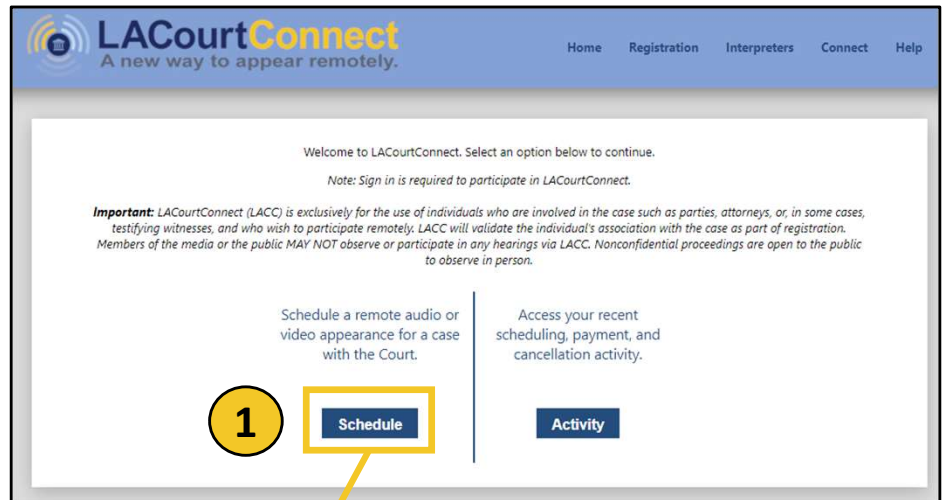 LACourtConnect
A new way to appear remotely.
Home Registration Interpreters Connect Help
Welcome to LACourtConnect. Select an option below to continue.
Note: Sign in is required to participate in LACourtConnect.
Important: LACourtConnect (LACC) is exclusively for the use of individuals who are involved in the case such as parties, attorneys, or, in some cases,
testifying witnesses, and who wish to participate remotely. LACC will validate the individual's association with the case as part of registration.
Members of the media or the public MAY NOT observe or participate in any hearings via LACC. Nonconfidential proceedings are open to the public
to observe in person.
Schedule a remote audio or
video appearance for a case
with the Court.
Access your recent
scheduling, payment, and
cancellation activity.
1
Schedule
Activity